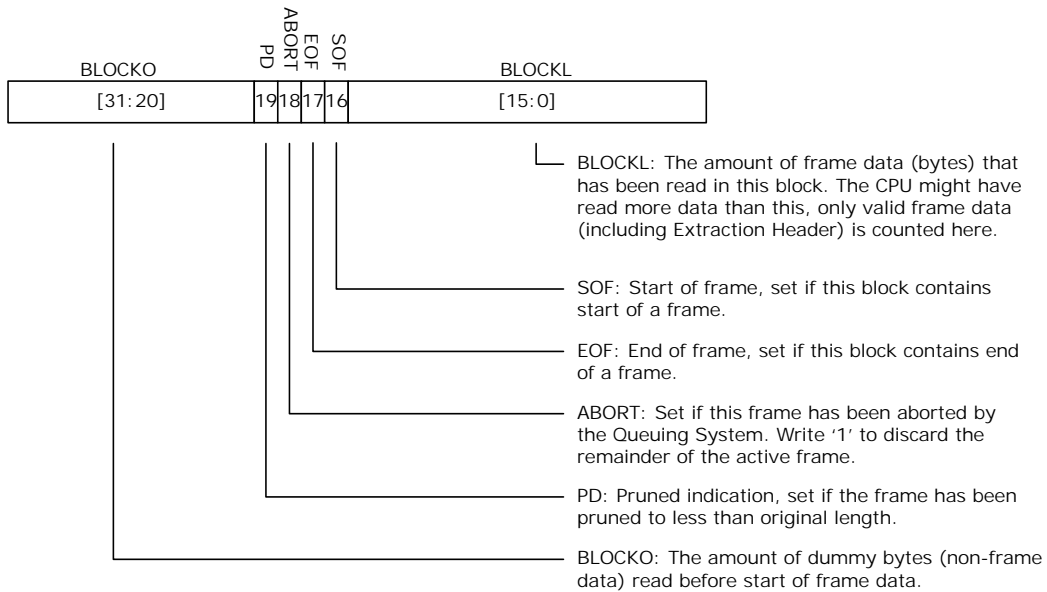 BLOCKO PD ABORT EOF SOF BLOCKL
[31:20] 19 18 17 16 [15:0]
BLOCKL: The amount of frame data (bytes) that
has been read in this block. The CPU might have
read more data than this, only valid frame data
(including Extraction Header) is counted here.
SOF: Start of frame, set if this block contains
start of a frame.
EOF: End of frame, set if this block contains end
of a frame.
ABORT: Set if this frame has been aborted by
the Queuing System. Write ‘1’ to discard the
remainder of the active frame.
PD: Pruned indication, set if the frame has been
pruned to less than original length.
BLOCKO: The amount of dummy bytes (non-frame
data) read before start of frame data.